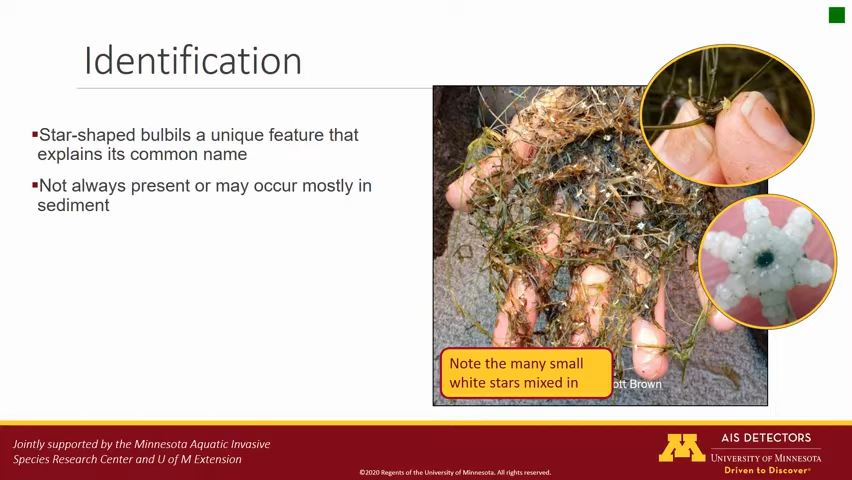 Identification
▪Star-shaped bulbils a unique feature that
explains its common name
▪Not always present or may occur mostly in
sediment
Note the many small
white stars mixed in
Brown
Jointly supported by the Minnesota Aquatic Invasive
Species Research Center and U of M Extension
©2020 Regents of the University of Minnesota. All rights reserved.
M
AIS DETECTORS
UNIVERSITY OF MINNESOTA
Driven to Discover®